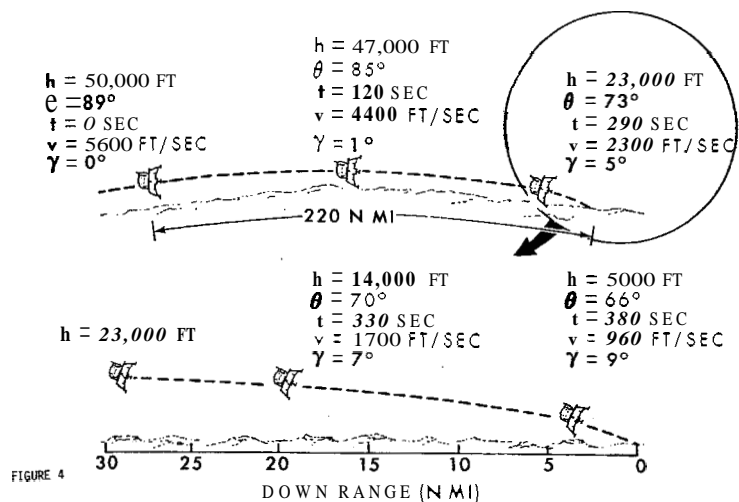 h = 50,000 FT
e = 89°
t = 0 SEC
v = 5600 FT/SEC
γ = 0°
h = 47,000 FT
θ = 85°
t = 120 SEC
v = 4400 FT/SEC
γ = 1°
h = 23,000 FT
θ = 73°
t = 290 SEC
v = 2300 FT/SEC
γ = 5°
220 N MI
h = 23,000 FT
h = 14,000 FT
θ = 70°
t = 330 SEC
v = 1700 FT/SEC
γ = 7°
h = 5000 FT
θ = 66°
t = 380 SEC
v = 960 FT/SEC
γ = 9°
30 25 20 15 10 5 0
DOWN RANGE (N MI)
FIGURE 4